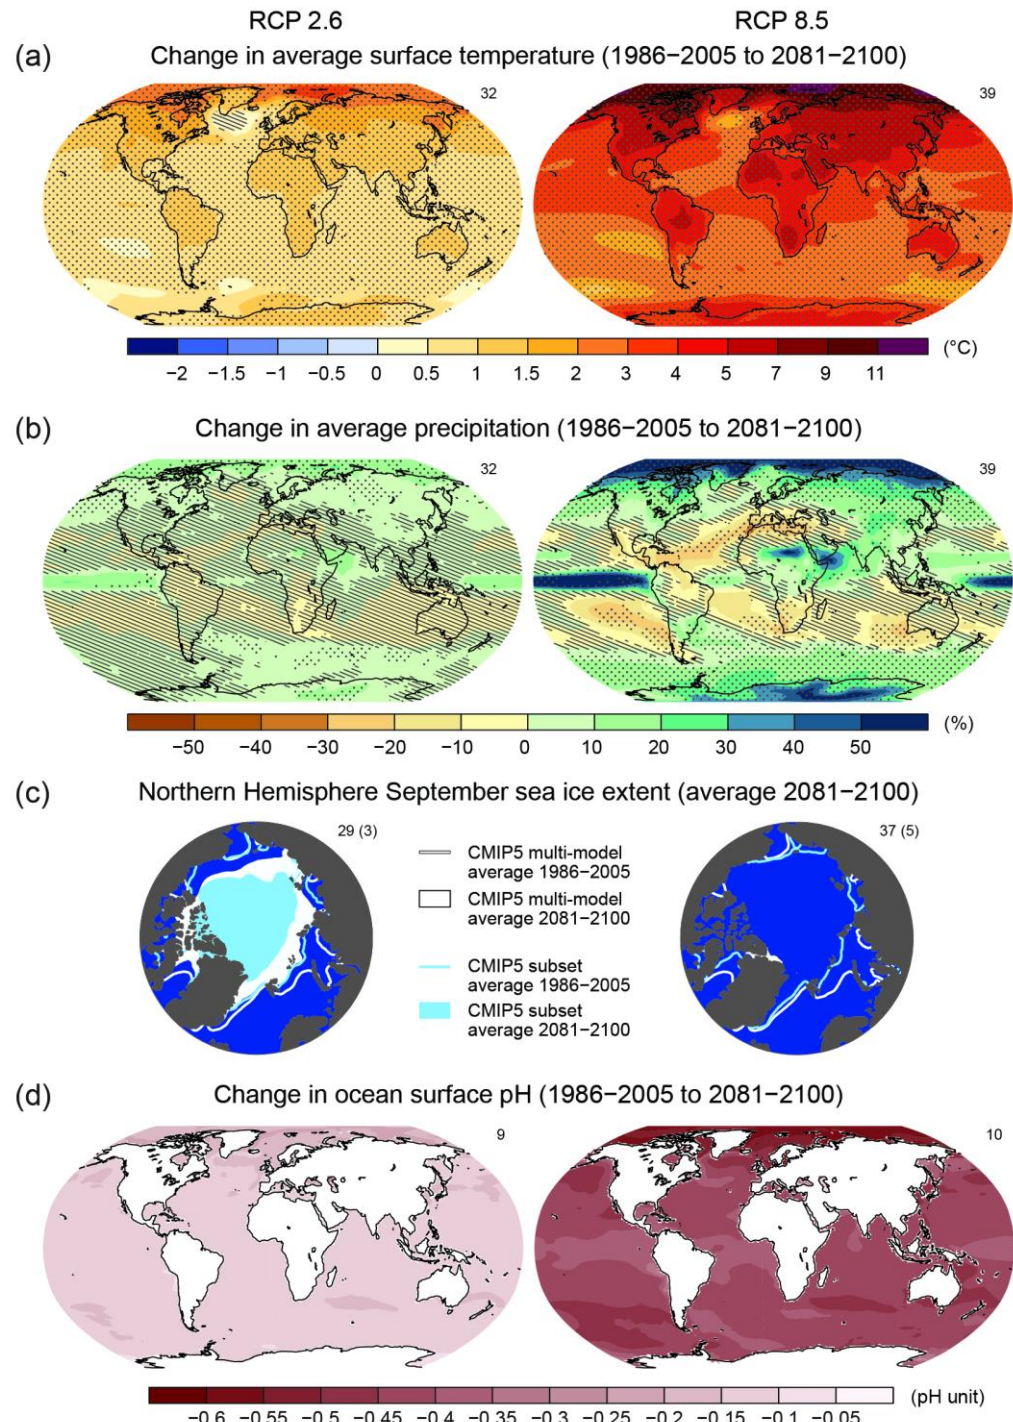 RCP 2.6 RCP 8.5
(a) Change in average surface temperature (1986−2005 to 2081−2100)
32 39
(°C)
−2 −1.5 −1 −0.5 0 0.5 1 1.5 2 3 4 5 7 9 11
(b) Change in average precipitation (1986−2005 to 2081−2100)
32 39
(%)
−50 −40 −30 −20 −10 0 10 20 30 40 50
(c) Northern Hemisphere September sea ice extent (average 2081−2100)
29 (3) 37 (5)
CMIP5 multi-model
average 1986−2005
CMIP5 multi-model
average 2081−2100
CMIP5 subset
average 1986−2005
CMIP5 subset
average 2081−2100
(d) Change in ocean surface pH (1986−2005 to 2081−2100)
9 10
(pH unit)
−0.6 −0.55 −0.5 −0.45 −0.4 −0.35 −0.3 −0.25 −0.2 −0.15 −0.1 −0.05